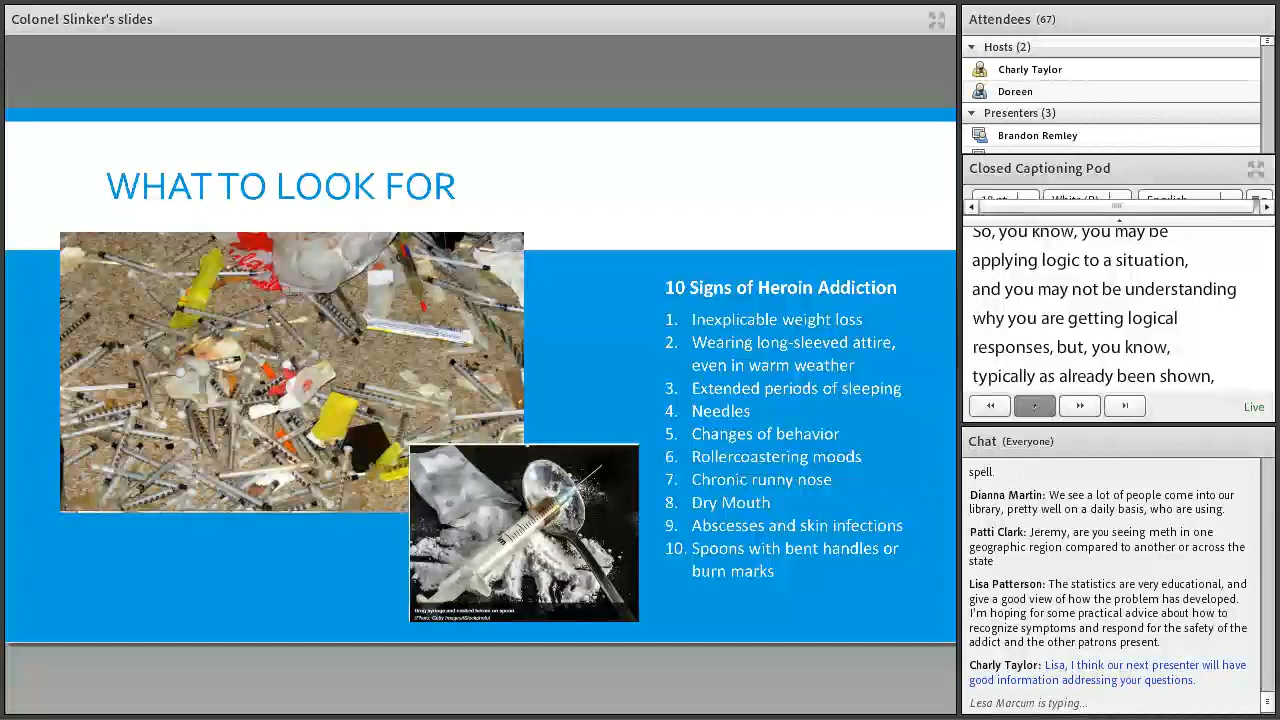 Colonel Slinker's slides
WHAT TO LOOK FOR
10 Signs of Heroin Addiction
1. Inexplicable weight loss
2. Wearing long-sleeved attire,
even in warm weather
3. Extended periods of sleeping
4. Needles
5. Changes of behavior
6. Rollercoastering moods
7. Chronic runny nose
8. Dry Mouth
9. Abscesses and skin infections
10. Spoons with bent handles or
burn marks
Drug syringe and cooked heroin on spoon.
Attendees (67)
Hosts (2)
Charly Taylor
Doreen
Presenters (3)
Brandon Remley
Closed Captioning Pod
English
So, you know, you may be
applying logic to a situation,
and you may not be understanding
why you are getting logical
responses, but, you know,
typically as already been shown,
Live
Chat (Everyone)
spell.
Dianna Martin: We see a lot of people come into our
library, pretty well on a daily basis, who are using.
Patti Clark: Jeremy, are you seeing meth in one
geographic region compared to another or across the
state
Lisa Patterson: The statistics are very educational, and
give a good view of how the problem has developed.
I'm hoping for some practical advice about how to
recognize symptoms and respond for the safety of the
addict and the other patrons present.
Charly Taylor: Lisa, I think our next presenter will have
good information addressing your questions.
Lesa Marcum is typing...